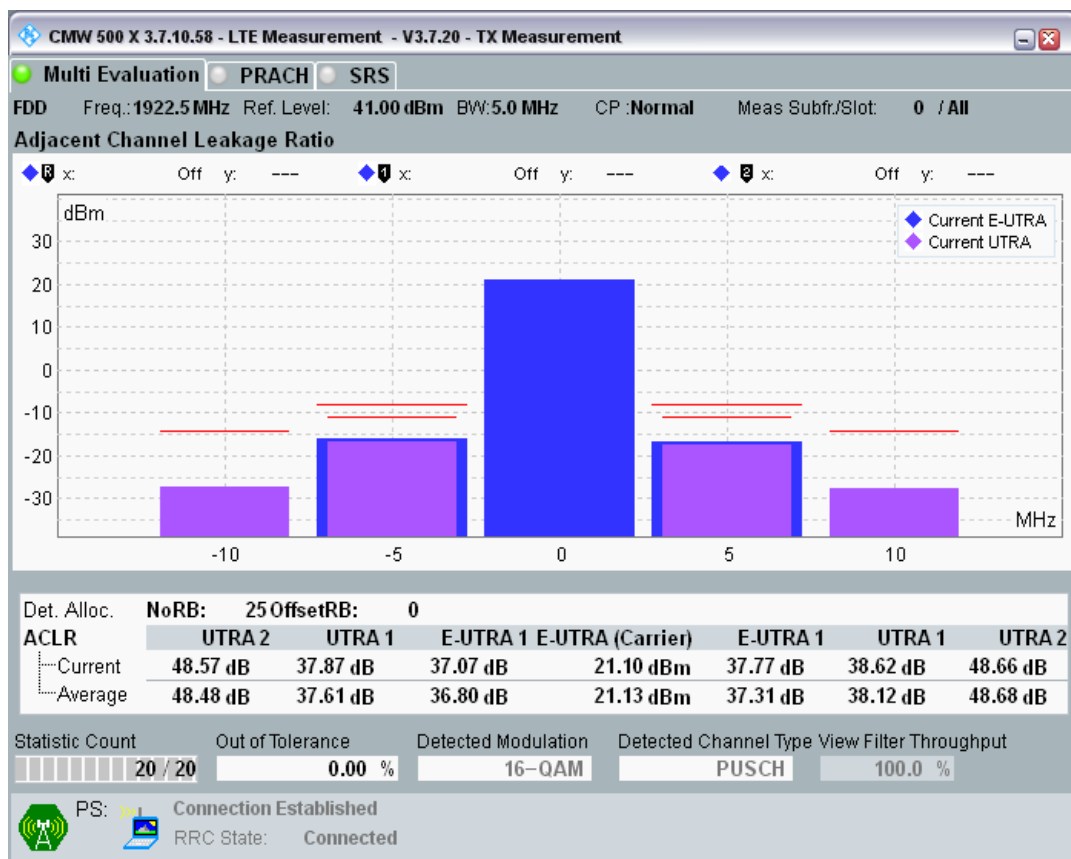 CMW 500 X 3.7.10.58 - LTE Measurement - V3.7.20 - TX Measurement
Multi Evaluation PRACH SRS
FDD Freq.: 1922.5 MHz Ref. Level: 41.00 dBm BW: 5.0 MHz CP :Normal Meas Subfr./Slot: 0 / All
Adjacent Channel Leakage Ratio
R x: Off y: --- 1 x: Off y: --- 2 x: Off y: ---
dBm
Current E-UTRA
Current UTRA
30
20
10
0
-10
-20
-30
MHz
-10 -5 0 5 10
Det. Alloc. NoRB: 25 OffsetRB: 0
ACLR UTRA 2 UTRA 1 E-UTRA 1 E-UTRA (Carrier) E-UTRA 1 UTRA 1 UTRA 2
Current 48.57 dB 37.87 dB 37.07 dB 21.10 dBm 37.77 dB 38.62 dB 48.66 dB
Average 48.48 dB 37.61 dB 36.80 dB 21.13 dBm 37.31 dB 38.12 dB 48.68 dB
Statistic Count Out of Tolerance Detected Modulation Detected Channel Type View Filter Throughput
20 / 20 0.00 % 16-QAM PUSCH 100.0 %
PS: Connection Established
RRC State: Connected